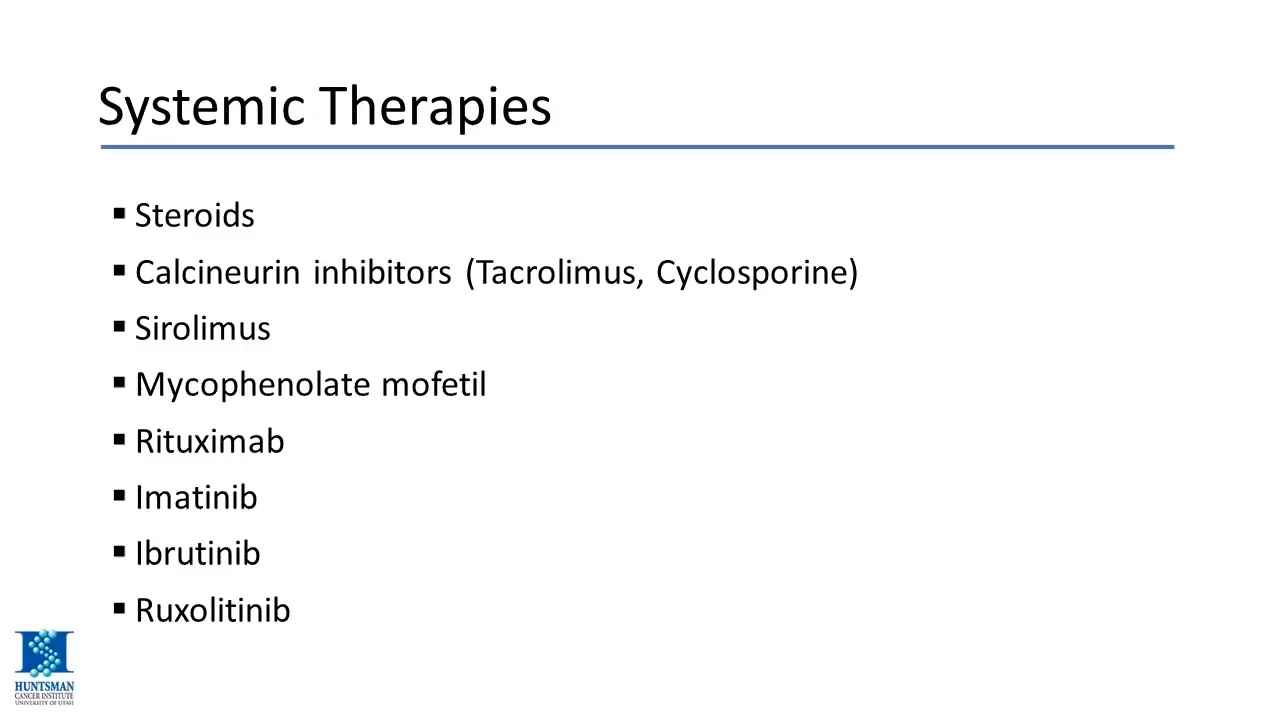 Systemic Therapies
▪ Steroids
▪ Calcineurin inhibitors (Tacrolimus, Cyclosporine)
▪ Sirolimus
▪ Mycophenolate mofetil
▪ Rituximab
▪ Imatinib
▪ Ibrutinib
▪ Ruxolitinib
HUNTSMAN
CANCER INSTITUTE
UNIVERSITY OF UTAH